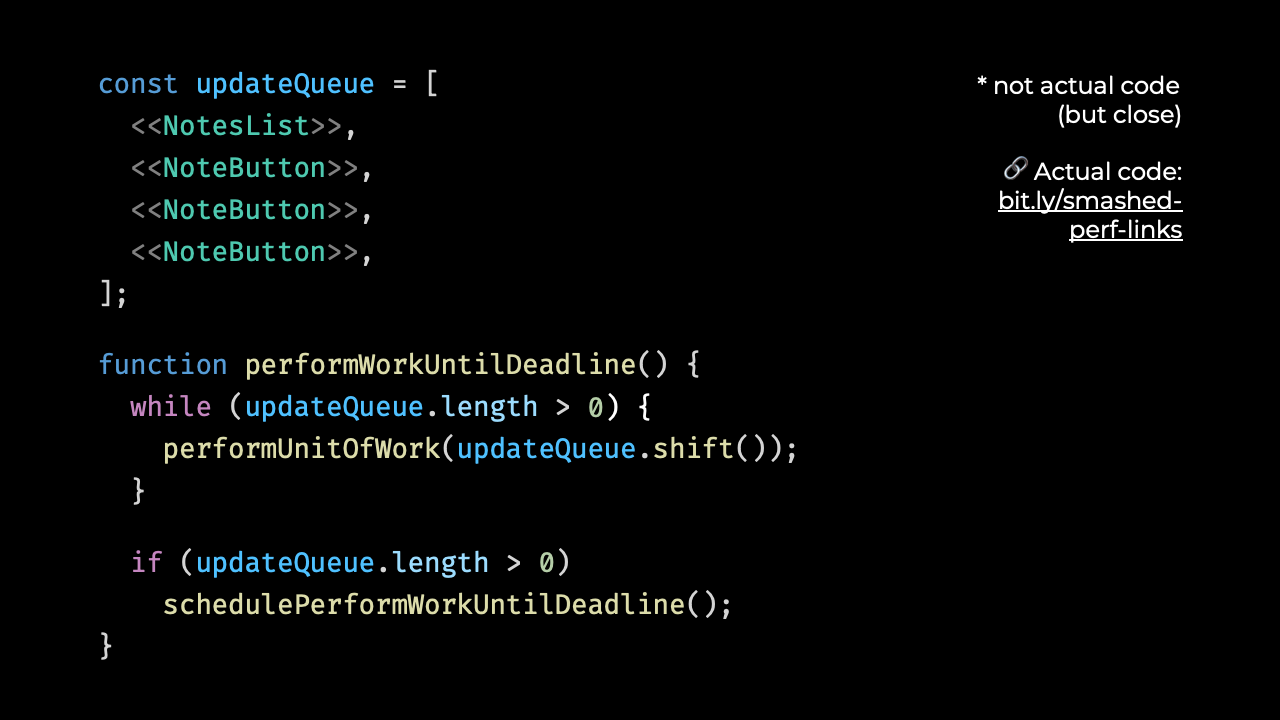 const updateQueue = [
  <<NotesList>>,
  <<NoteButton>>,
  <<NoteButton>>,
  <<NoteButton>>,
];
function performWorkUntilDeadline() {
  while (updateQueue.length > 0) {
    performUnitOfWork(updateQueue.shift());
  }
  if (updateQueue.length > 0)
    schedulePerformWorkUntilDeadline();
}
* not actual code
(but close)
🔗 Actual code:
bit.ly/smashed-
perf-links